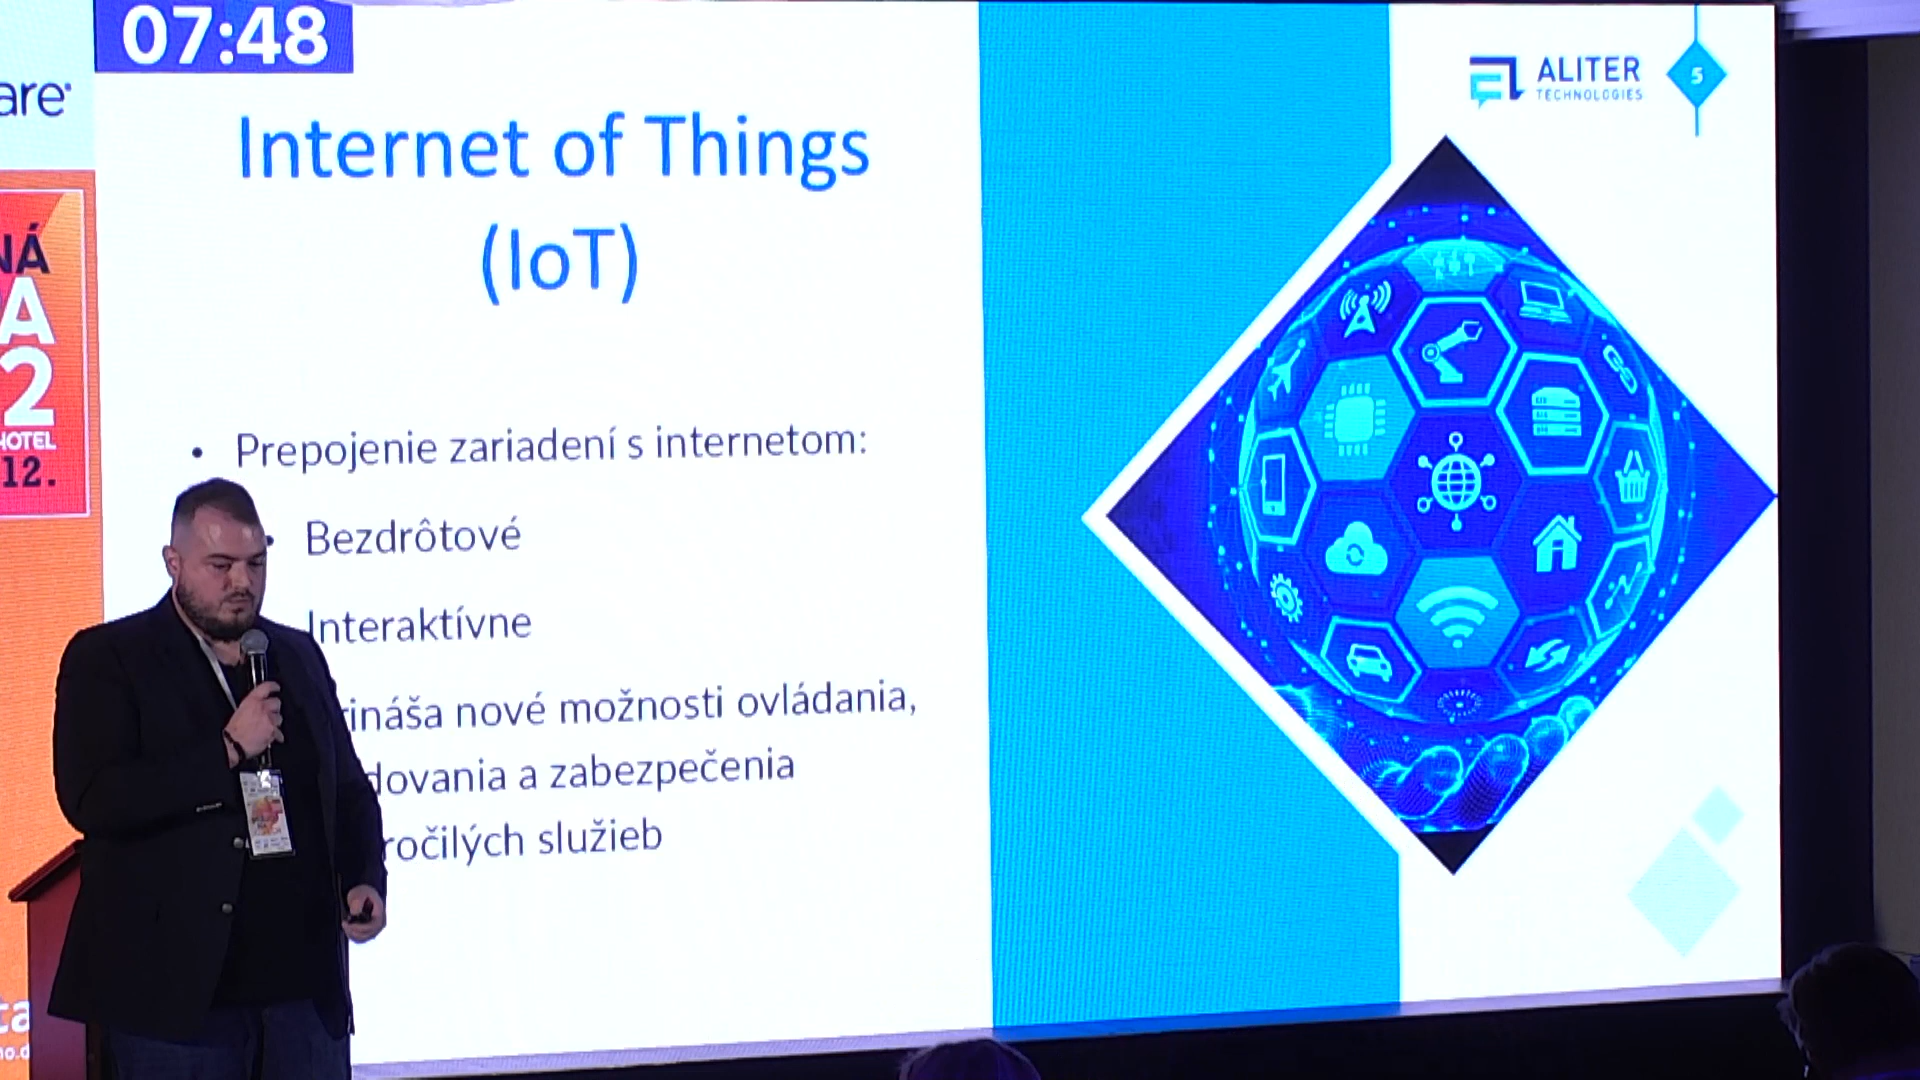 07:48
are
NÁ
A
2
HOTEL
12.
ta
ALITER
TECHNOLOGIES
5
Internet of Things
(IoT)
• Prepojenie zariadení s internetom:
• Bezdrôtové
Interaktívne
rináša nové možnosti ovládania,
dovania a zabezpečenia
ročilých služieb